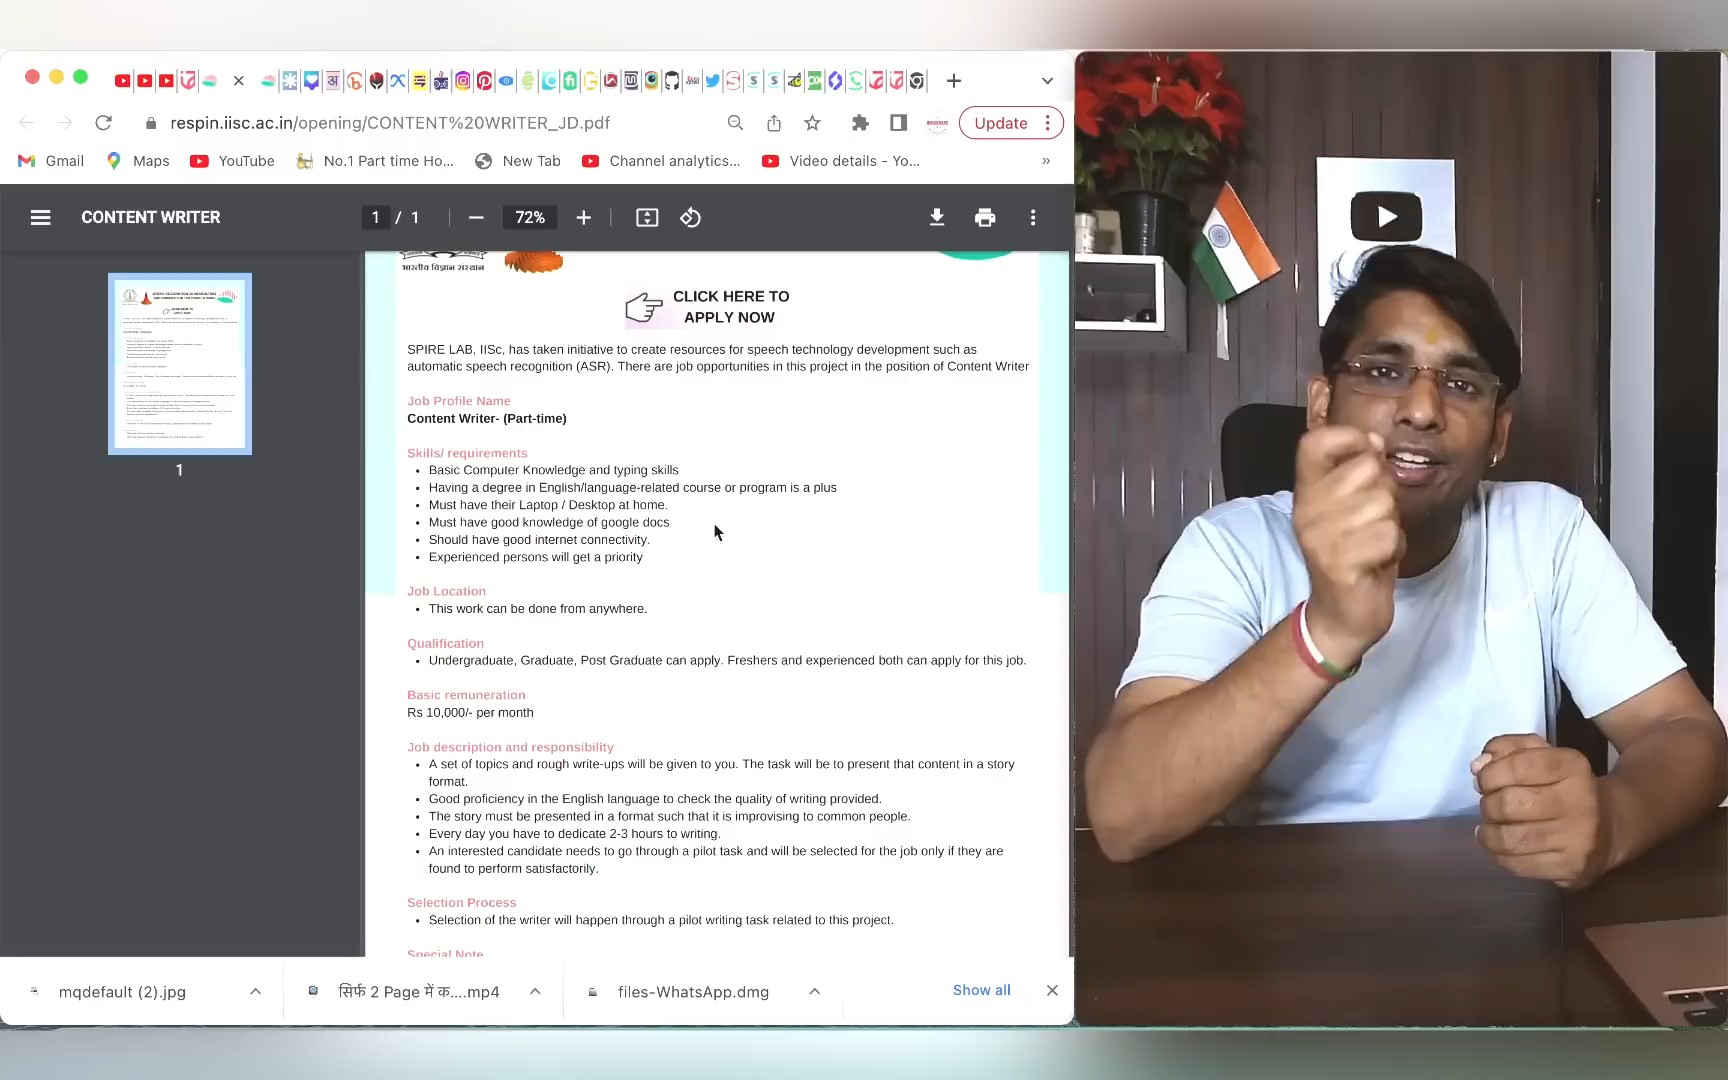 respin.iisc.ac.in/opening/CONTENT%20WRITER_JD.pdf
Update
Gmail
Maps
YouTube
No.1 Part time Ho...
New Tab
Channel analytics...
Video details - Yo...
»
CONTENT WRITER
1 / 1
72%
भारतीय विज्ञान संस्थान
CLICK HERE TO
APPLY NOW
SPIRE LAB, IISc, has taken initiative to create resources for speech technology development such as
automatic speech recognition (ASR). There are job opportunities in this project in the position of Content Writer
Job Profile Name
Content Writer- (Part-time)
Skills/ requirements
• Basic Computer Knowledge and typing skills
• Having a degree in English/language-related course or program is a plus
• Must have their Laptop / Desktop at home.
• Must have good knowledge of google docs
• Should have good internet connectivity.
• Experienced persons will get a priority
Job Location
• This work can be done from anywhere.
Qualification
• Undergraduate, Graduate, Post Graduate can apply. Freshers and experienced both can apply for this job.
Basic remuneration
Rs 10,000/- per month
Job description and responsibility
• A set of topics and rough write-ups will be given to you. The task will be to present that content in a story
format.
• Good proficiency in the English language to check the quality of writing provided.
• The story must be presented in a format such that it is improvising to common people.
• Every day you have to dedicate 2-3 hours to writing.
• An interested candidate needs to go through a pilot task and will be selected for the job only if they are
found to perform satisfactorily.
Selection Process
• Selection of the writer will happen through a pilot writing task related to this project.
Special Note
1
mqdefault (2).jpg
सिर्फ 2 Page में क....mp4
files-WhatsApp.dmg
Show all